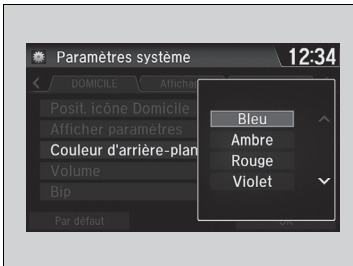 Paramètres système
12:34
DOMICILE
Affichag
Posit. icône Domicile
Afficher paramètres
Couleur d'arrière-plan
Volume
Bip
Par défaut
OK
Bleu
Ambre
Rouge
Violet